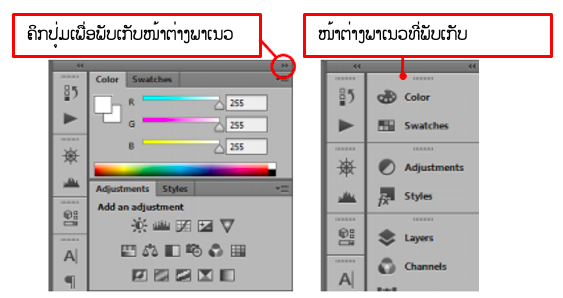 ຄິກປຸ່ມເພື່ອພັບເກັບໜ້າຕ່າງພາເນວ
ໜ້າຕ່າງພາເນວທີ່ພັບເກັບ
Color Swatches
R 255
G 255
B 255
Adjustments Styles
Add an adjustment
A
Color
Swatches
Adjustments
Styles
Layers
Channels
A